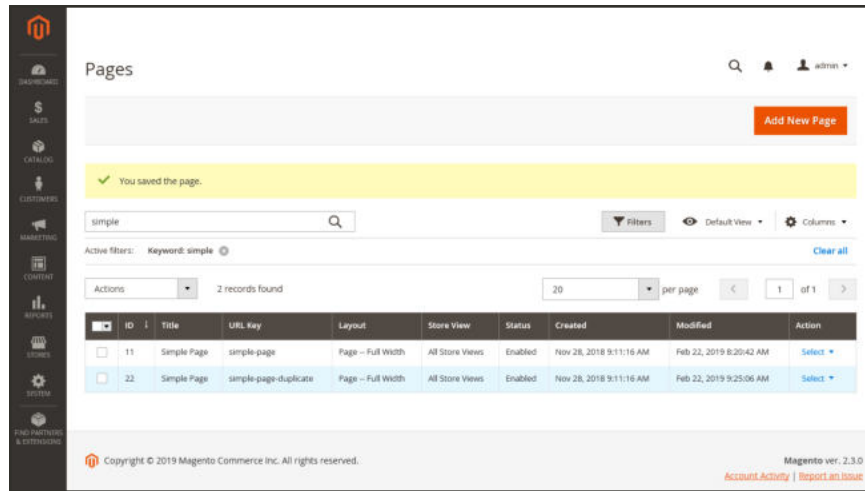 Pages
admin
DASHBOARD
SALES
CATALOG
CUSTOMERS
MARKETING
CONTENT
REPORTS
STORES
SYSTEM
FIND PARTNERS
& EXTENSIONS
Add New Page
You saved the page.
simple
Filters
Default View
Columns
Active filters: Keyword: simple
Clear all
Actions
2 records found
20
per page
1
of 1
ID Title URL Key Layout Store View Status Created Modified Action
11 Simple Page simple-page Page -- Full Width All Store Views Enabled Nov 28, 2018 9:11:16 AM Feb 22, 2019 8:20:42 AM Select
22 Simple Page simple-page-duplicate Page -- Full Width All Store Views Enabled Nov 28, 2018 9:11:16 AM Feb 22, 2019 9:25:06 AM Select
Copyright © 2019 Magento Commerce Inc. All rights reserved.
Magento ver. 2.3.0
Account Activity | Report an Issue